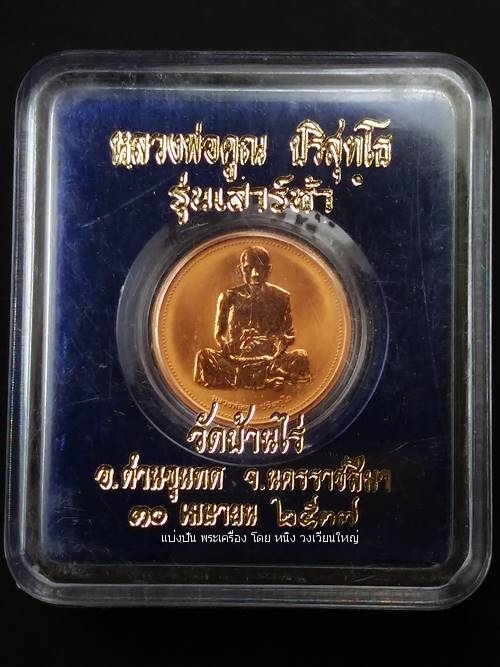 หลวงพ่อคูณ ปริสุทฺโธ
รุ่นเสาร์ห้า
วัดบ้านไร่
อ.ด่านขุนทด จ.นครราชสีมา
๓๐ เมษายน ๒๕๓๗
แบ่งปัน พระเครื่อง โดย หนิง วงเวียนใหญ่